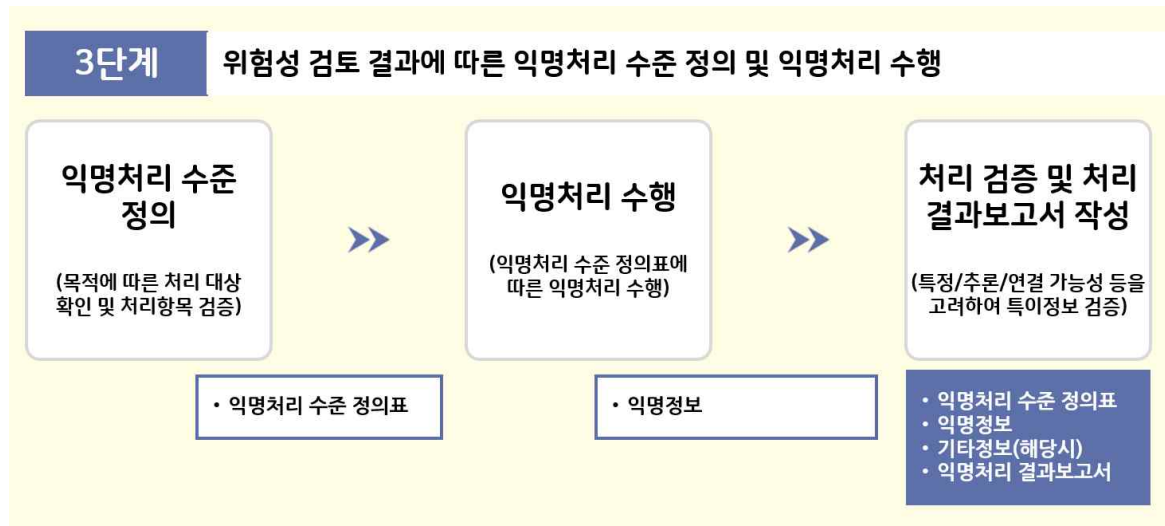 3단계
위험성 검토 결과에 따른 익명처리 수준 정의 및 익명처리 수행
익명처리 수준
정의
(목적에 따른 처리 대상
확인 및 처리항목 검증)
익명처리 수행
(익명처리 수준 정의표에
따른 익명처리 수행)
처리 검증 및 처리
결과보고서 작성
(특정/추론/연결 가능성 등을
고려하여 특이정보 검증)
• 익명처리 수준 정의표
• 익명정보
• 익명처리 수준 정의표
• 익명정보
• 기타정보(해당시)
• 익명처리 결과보고서